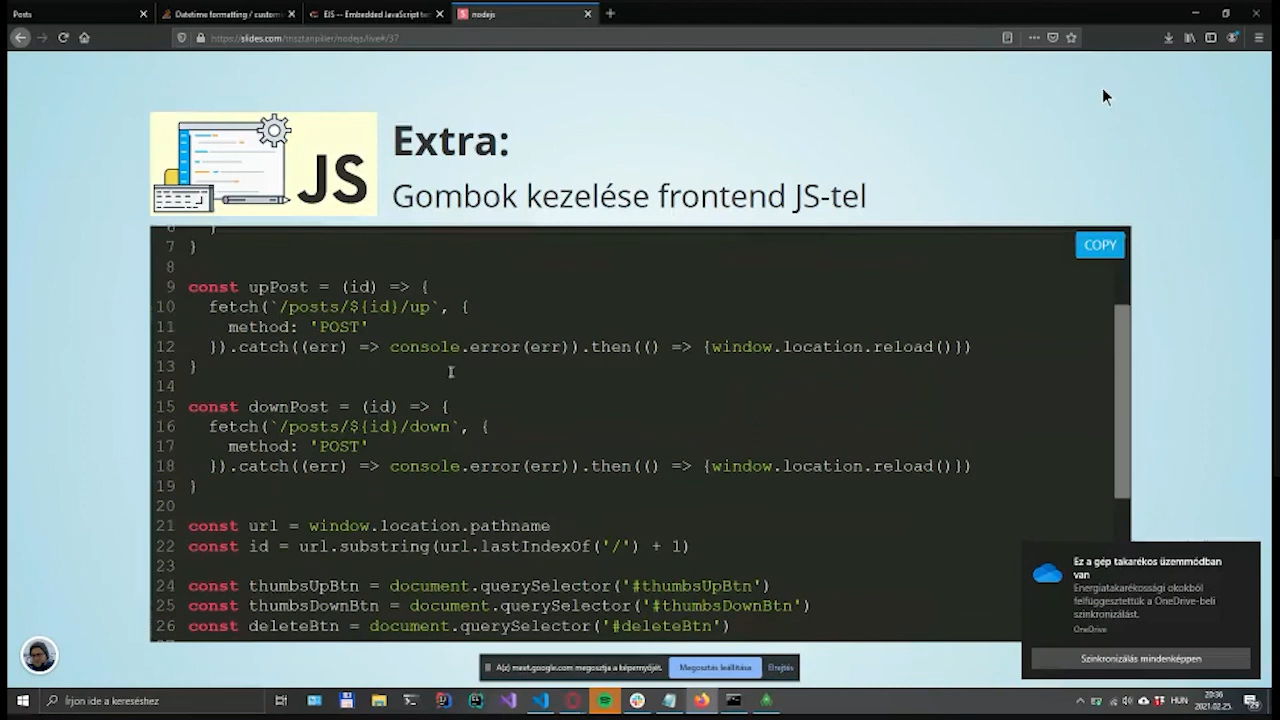 Posts
Datetime formatting / custom
EJS -- Embedded JavaScript te
nodejs
https://slides.com/msztanpiller/nodejs/live#/37
JS
Extra:
Gombok kezelése frontend JS-tel
COPY
6 }
7 }
8
9 const upPost = (id) => {
10 fetch(`/posts/${id}/up`, {
11 method: 'POST'
12 }).catch((err) => console.error(err)).then(() => {window.location.reload()})
13 }
14
15 const downPost = (id) => {
16 fetch(`/posts/${id}/down`, {
17 method: 'POST'
18 }).catch((err) => console.error(err)).then(() => {window.location.reload()})
19 }
20
21 const url = window.location.pathname
22 const id = url.substring(url.lastIndexOf('/') + 1)
23
24 const thumbsUpBtn = document.querySelector('#thumbsUpBtn')
25 const thumbsDownBtn = document.querySelector('#thumbsDownBtn')
26 const deleteBtn = document.querySelector('#deleteBtn')
Ez a gép takarékos üzemmódban
van
Energiatakarékossági okokból
felfüggesztettük a OneDrive-beli
szinkronizálást.
OneDrive
Szinkronizálás mindenképpen
A(z) meet.google.com megosztja a képernyőjét.
Megosztás leállítása
Elrejtés
Írjon ide a kereséshez
HUN
20:36
2021.02.25.